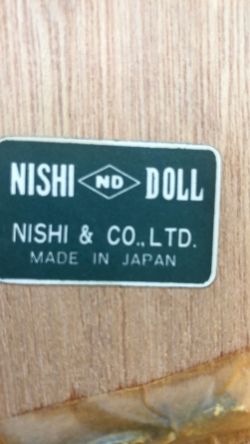 NISHI ND DOLL
NISHI & CO., LTD.
MADE IN JAPAN